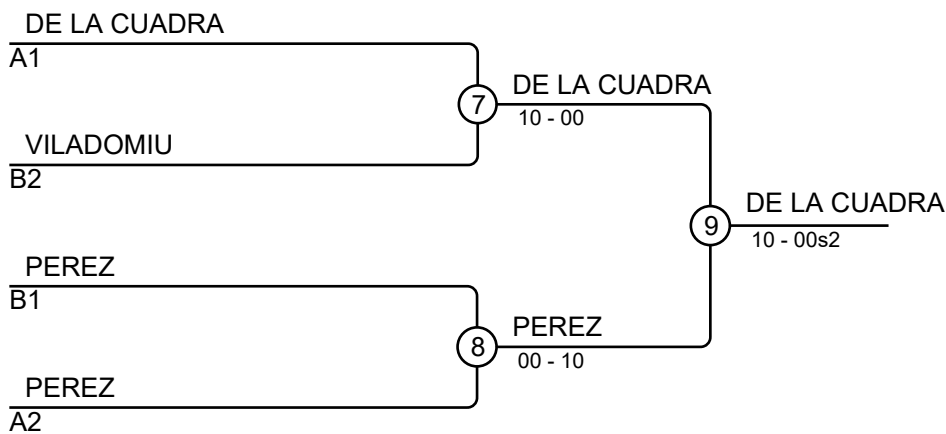 DE LA CUADRA
A1
7
DE LA CUADRA
10 - 00
VILADOMIU
B2
9
DE LA CUADRA
10 - 00s2
PEREZ
B1
8
PEREZ
00 - 10
PEREZ
A2